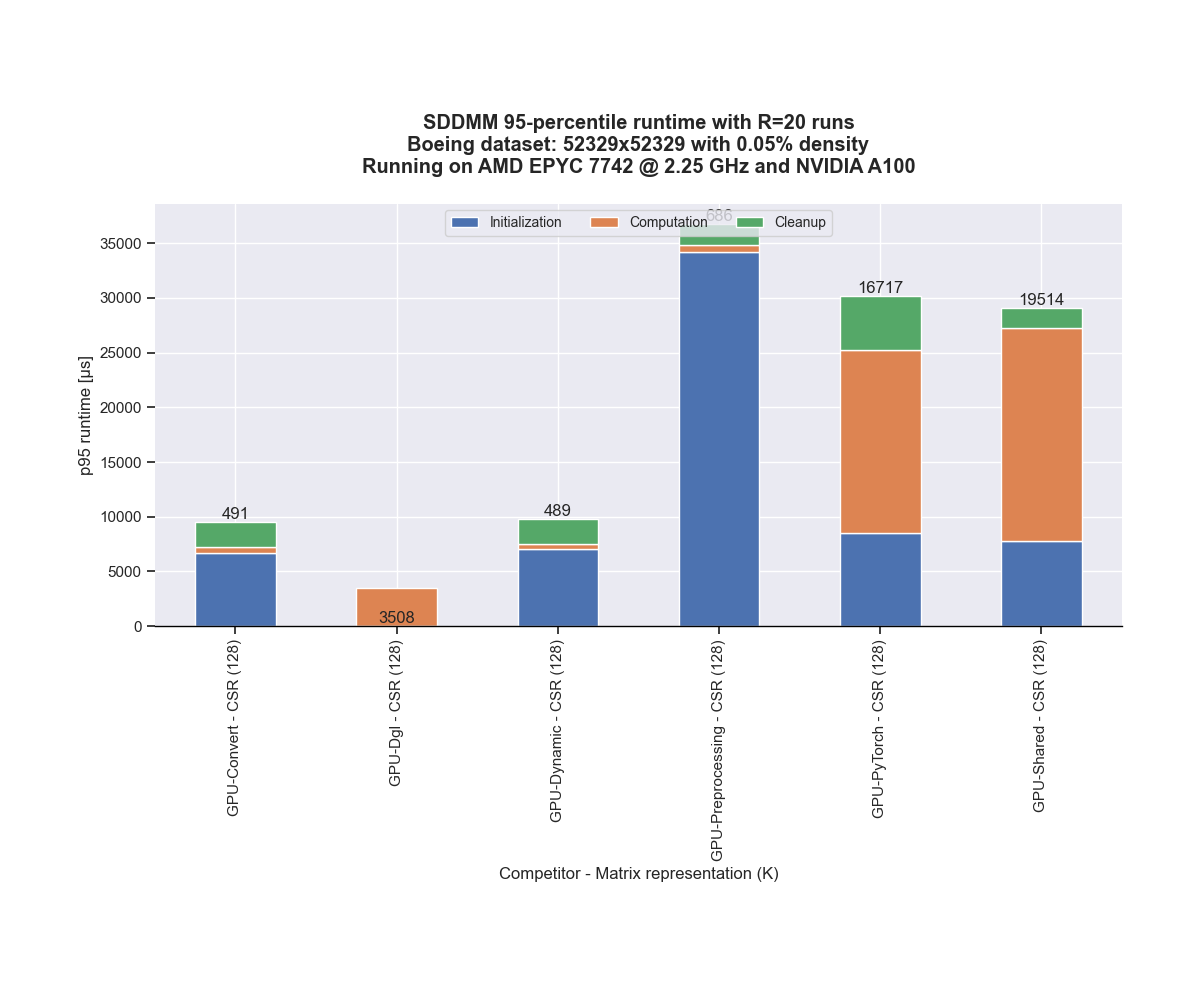 SDDMM 95-percentile runtime with R=20 runs
Boeing dataset: 52329x52329 with 0.05% density
Running on AMD EPYC 7742 @ 2.25 GHz and NVIDIA A100
686
Initialization Computation Cleanup
35000
30000
25000
20000
15000
10000
5000
0
p95 runtime [µs]
491
3508
489
16717
19514
GPU-Convert - CSR (128)
GPU-Dgl - CSR (128)
GPU-Dynamic - CSR (128)
GPU-Preprocessing - CSR (128)
GPU-PyTorch - CSR (128)
GPU-Shared - CSR (128)
Competitor - Matrix representation (K)